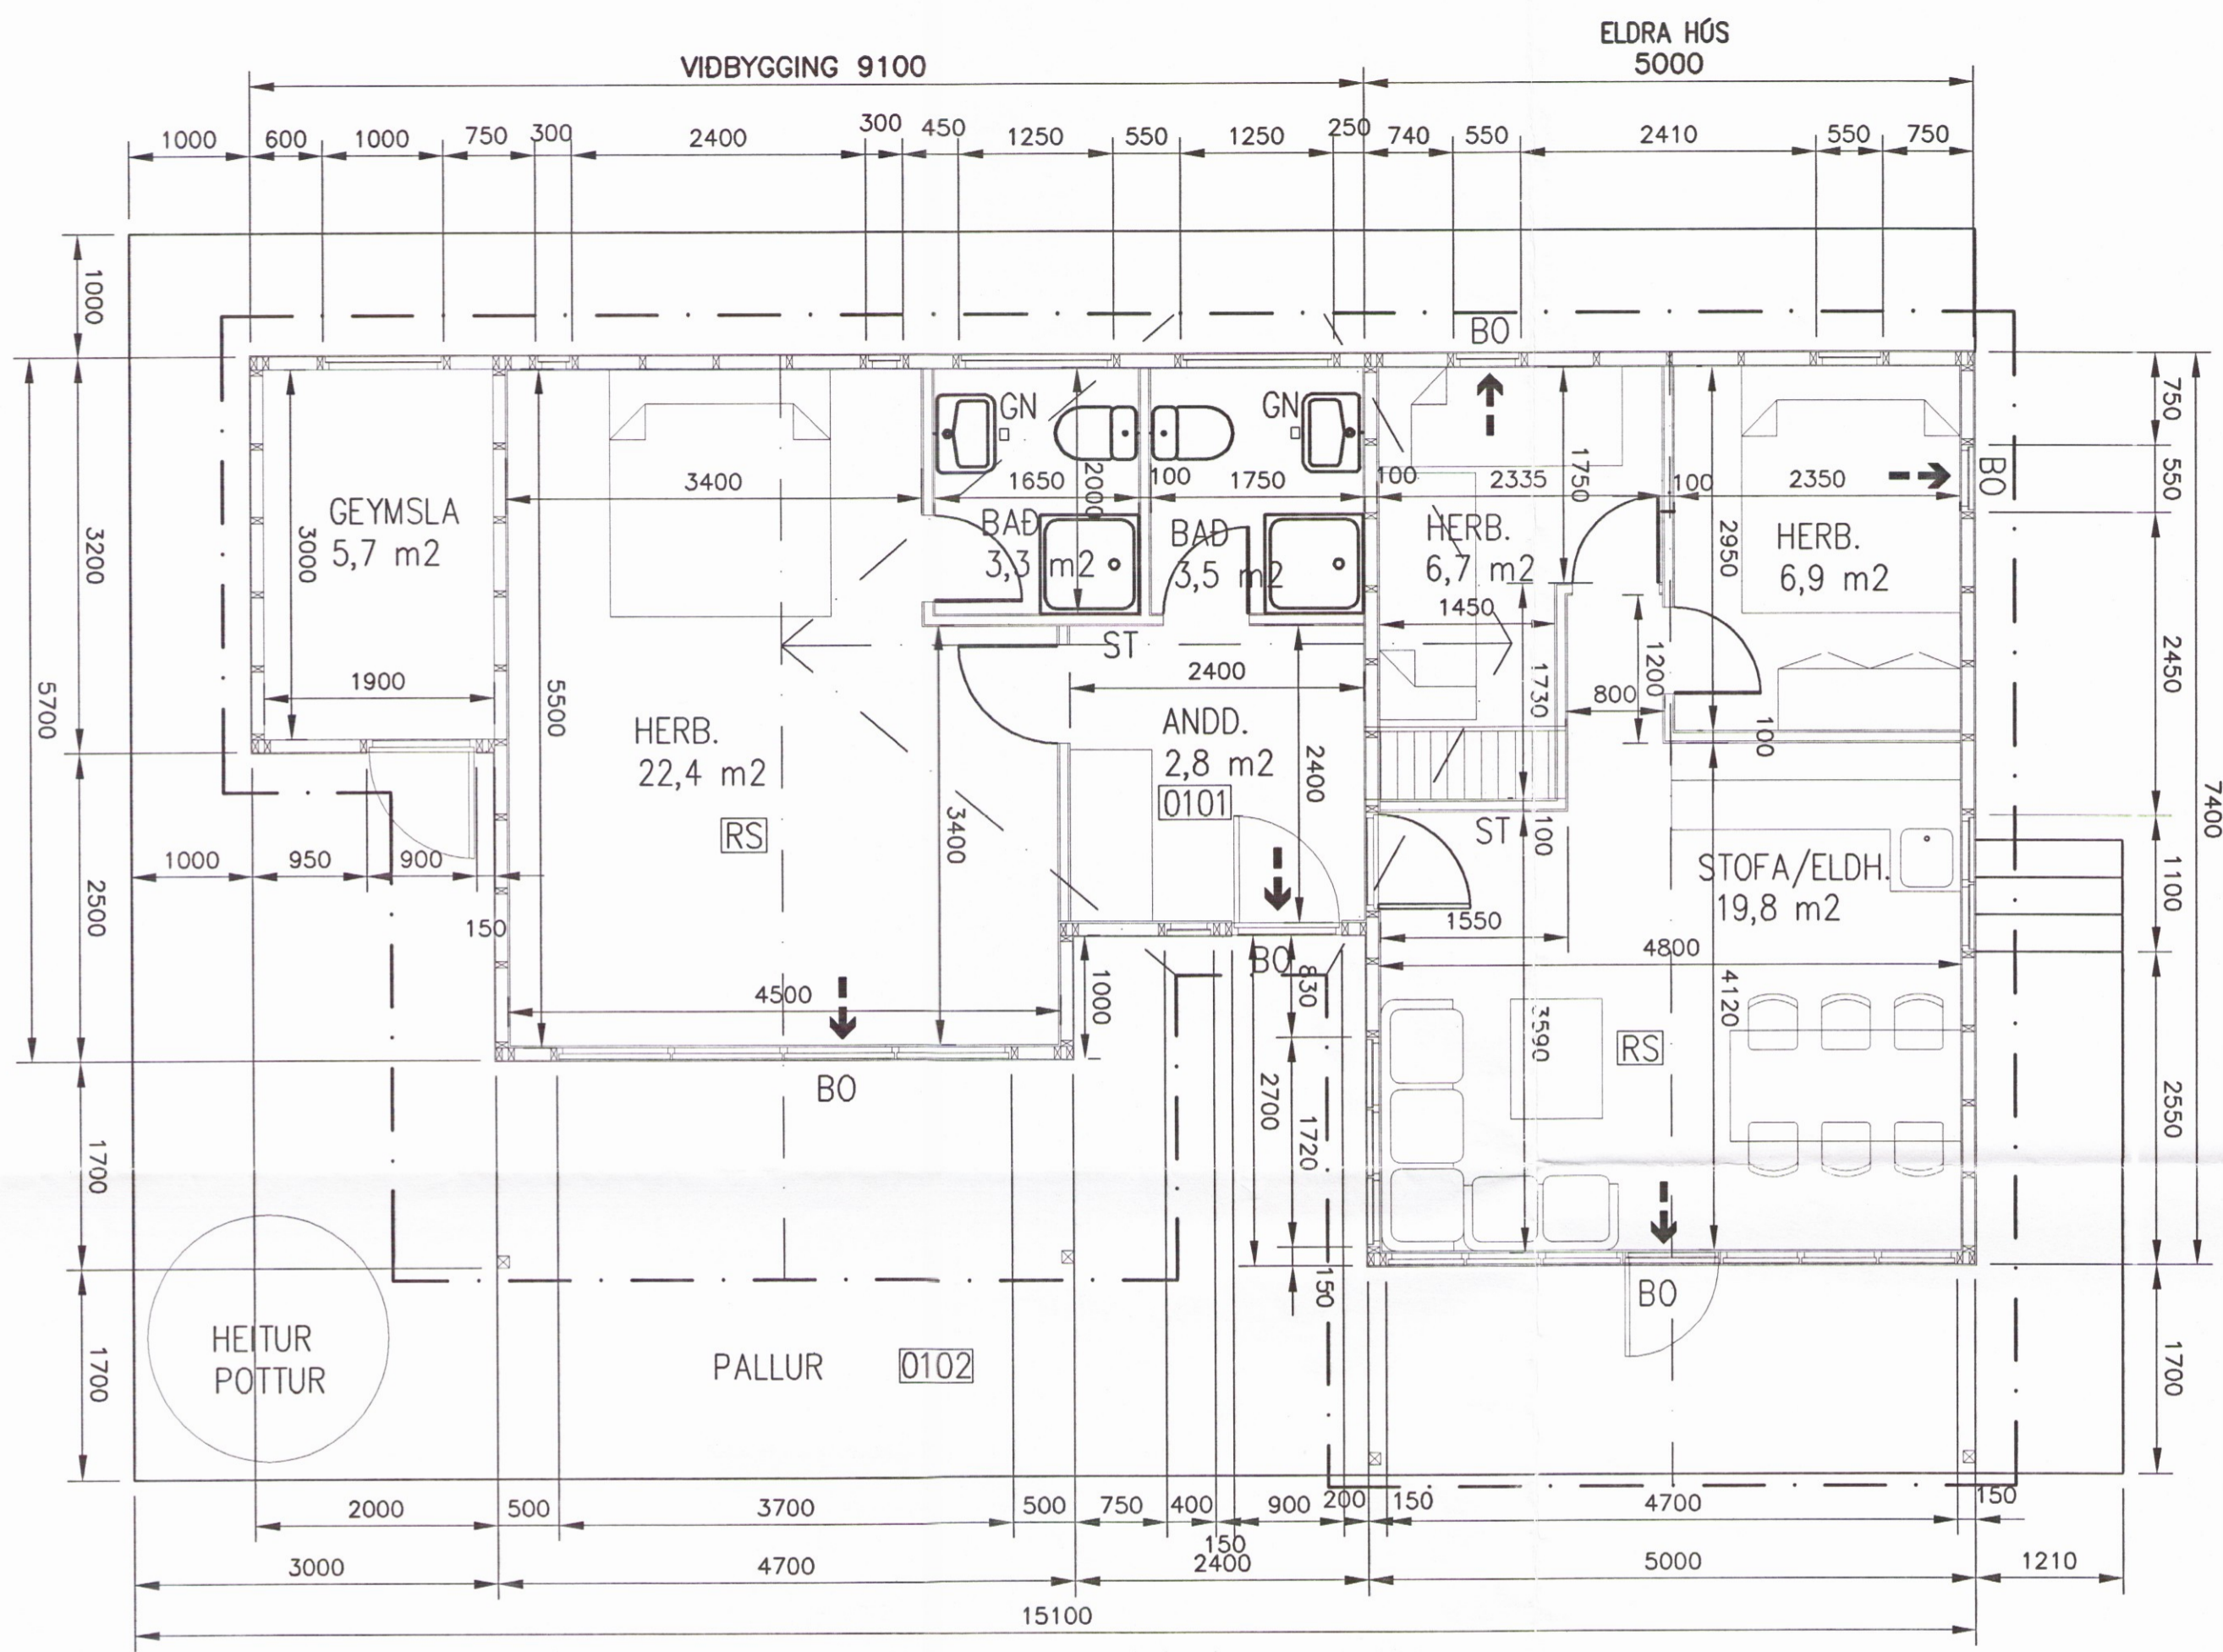 ELDRA HÚS
VIÐBYGGING 9100
5000
1000 600 1000 750 300 2400 300 450 1250 550 1250 250 740 550 2410 550 750
1000
BO
GN
GN
750
3400
1650
2000
100
1750
100
2335
1750
100
2350
550
BO
GEYMSLA
5,7 m2
3000
3200
BAÐ
3,3 m2
BAÐ
3,5 m2
HERB.
6,7 m2
2950
HERB.
6,9 m2
1450
ST
2400
1730
1200
800
2450
1900
5700
5500
HERB.
22,4 m2
RS
ANDD.
2,8 m2
0101
2400
100
7400
3400
ST
100
STOFA/ELDH.
19,8 m2
1100
1000 950 900
2500
150
1550
4800
BO
830
4500
1000
4120
3590
RS
BO
2700
1720
2550
1700
150
BO
HEITUR
POTTUR
1700
PALLUR
0102
1700
2000 500 3700 500 750 400 900 200 150 4700 150
150
3000 4700 2400 5000 1210
15100